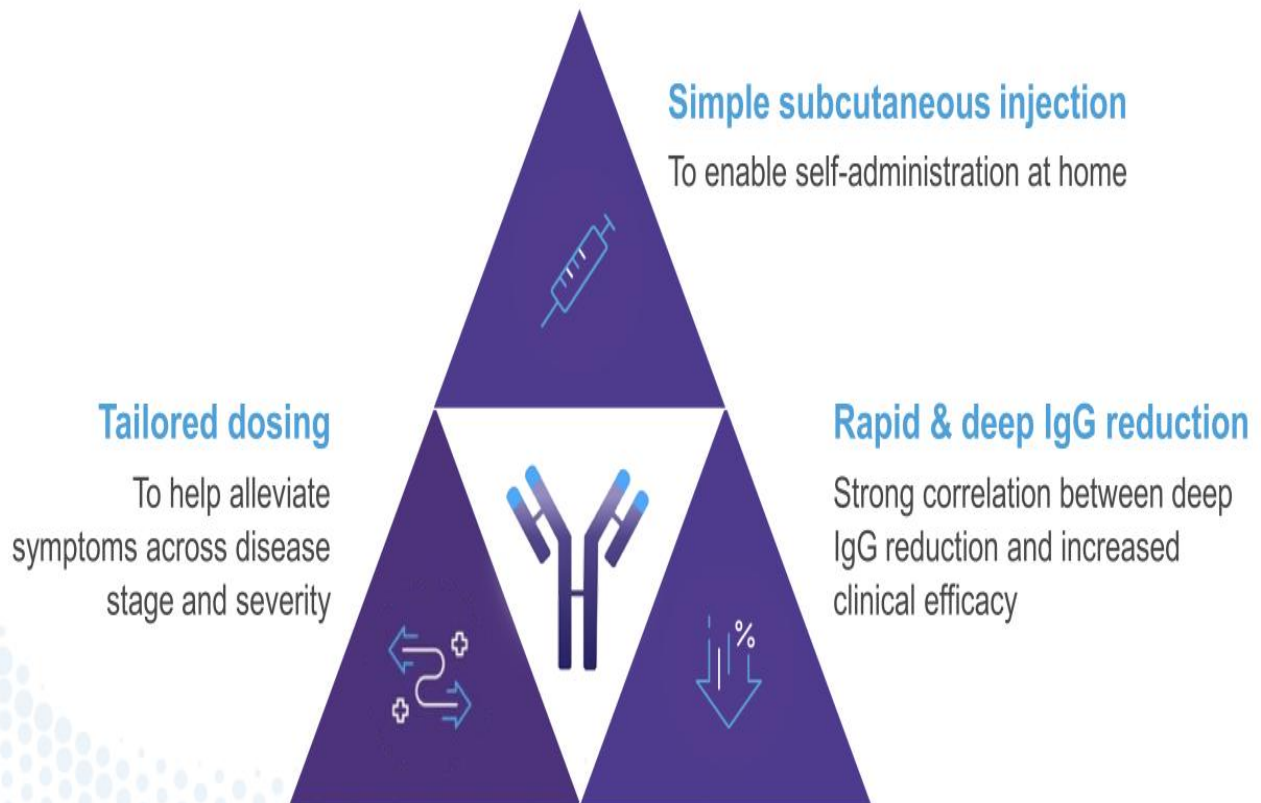 Simple subcutaneous injection
To enable self-administration at home
Tailored dosing
To help alleviate
symptoms across disease
stage and severity
Rapid & deep IgG reduction
Strong correlation between deep
IgG reduction and increased
clinical efficacy
%